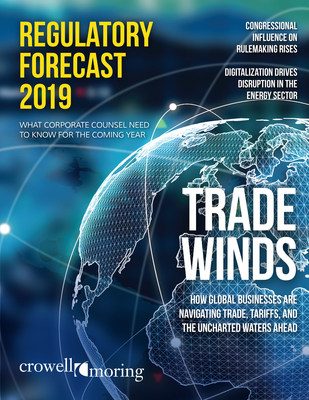 REGULATORY
FORECAST
2019
WHAT CORPORATE COUNSEL NEED
TO KNOW FOR THE COMING YEAR
CONGRESSIONAL
INFLUENCE ON
RULEMAKING RISES
DIGITALIZATION DRIVES
DISRUPTION IN THE
ENERGY SECTOR
TRADE
WINDS
HOW GLOBAL BUSINESSES ARE
NAVIGATING TRADE, TARIFFS, AND
THE UNCHARTED WATERS AHEAD
crowell moring